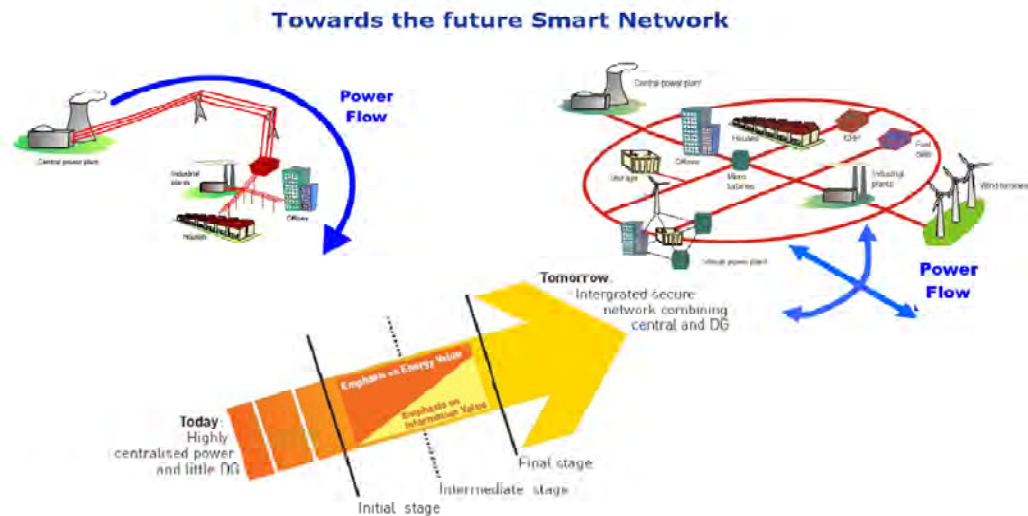 Towards the future Smart Network
Power
Flow
Central power plant
Industrial
plants
Offices
Houses
Central power plant
Offices
Houses
CHP
Fuel
Storage
Micro
turbines
Industrial
plants
Wind turbines
Virtual power plant
Power
Flow
Tomorrow:
Intergrated secure
network combining
central and DG
Emphasis on Energy Value
Emphasis on
Information Value
Today:
Highly
centralised power
and little DG
Final stage
Intermediate stage
Initial stage